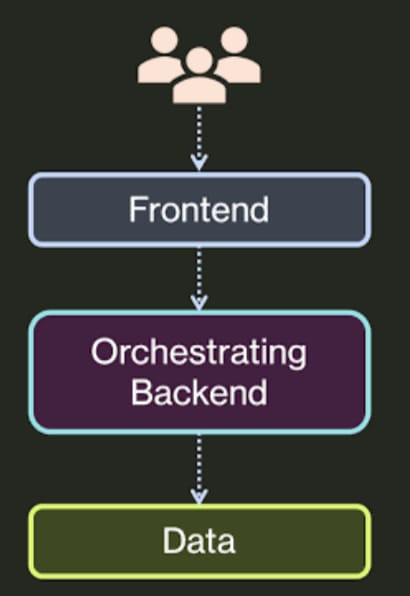 Frontend
Orchestrating
Backend
Data